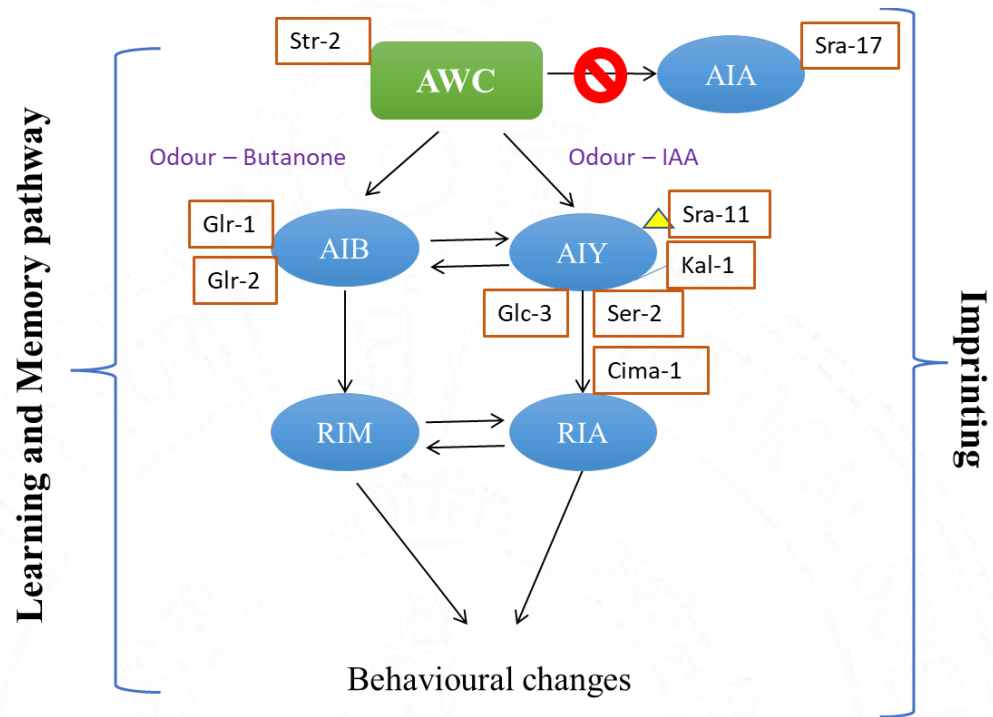 Str-2
AWC
AIA
Sra-17
Odour – Butanone
Odour – IAA
Glr-1
AIB
Glr-2
AIY
Sra-11
Kal-1
Glc-3
Ser-2
Cima-1
RIM
RIA
Behavioural changes
Learning and Memory pathway
Imprinting